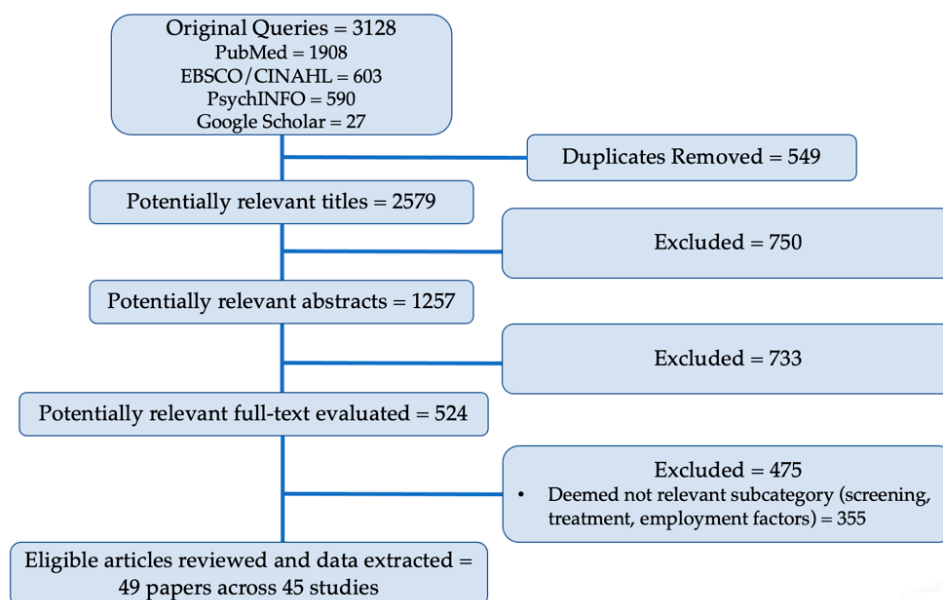 Original Queries = 3128
PubMed = 1908
EBSCO/CINAHL = 603
PsychINFO = 590
Google Scholar = 27
Duplicates Removed = 549
Potentially relevant titles = 2579
Excluded = 750
Potentially relevant abstracts = 1257
Excluded = 733
Potentially relevant full-text evaluated = 524
Excluded = 475
• Deemed not relevant subcategory (screening,
treatment, employment factors) = 355
Eligible articles reviewed and data extracted =
49 papers across 45 studies